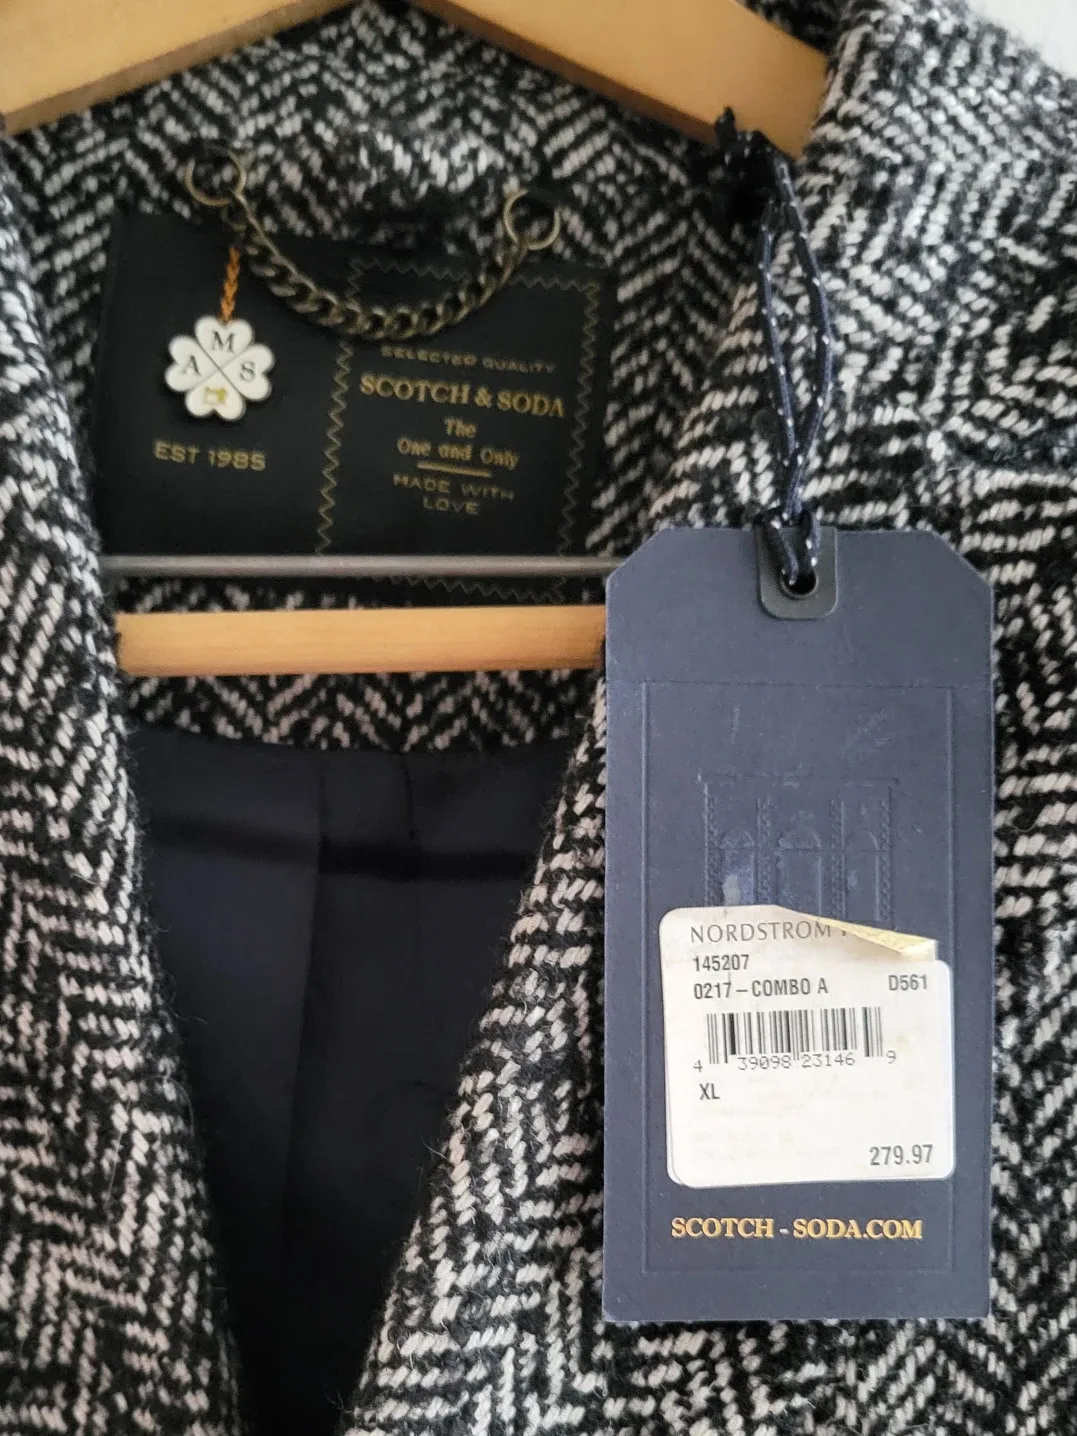 M
A S
EST 1985
SELECTED QUALITY
SCOTCH & SODA
The
One and Only
MADE WITH
LOVE
NORDSTROM
145207
0217-COMBO A D561
4 39098 23146 9
XL
279.97
SCOTCH-SODA.COM